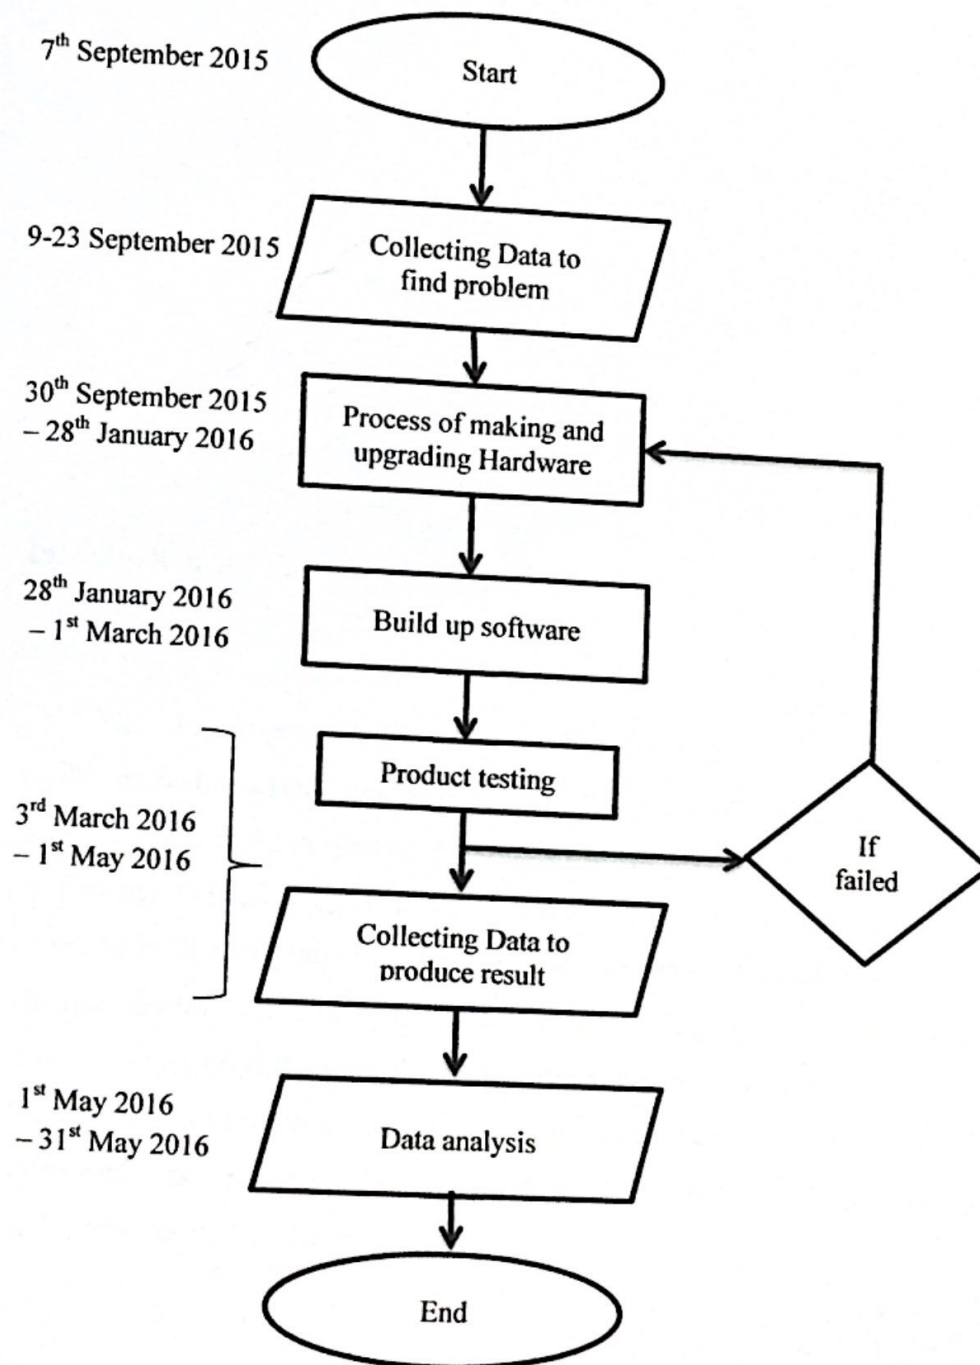 7th September 2015
Start
9-23 September 2015
Collecting Data to
find problem
30th September 2015
– 28th January 2016
Process of making and
upgrading Hardware
28th January 2016
– 1st March 2016
Build up software
Product testing
3rd March 2016
– 1st May 2016
If
failed
Collecting Data to
produce result
1st May 2016
– 31st May 2016
Data analysis
End